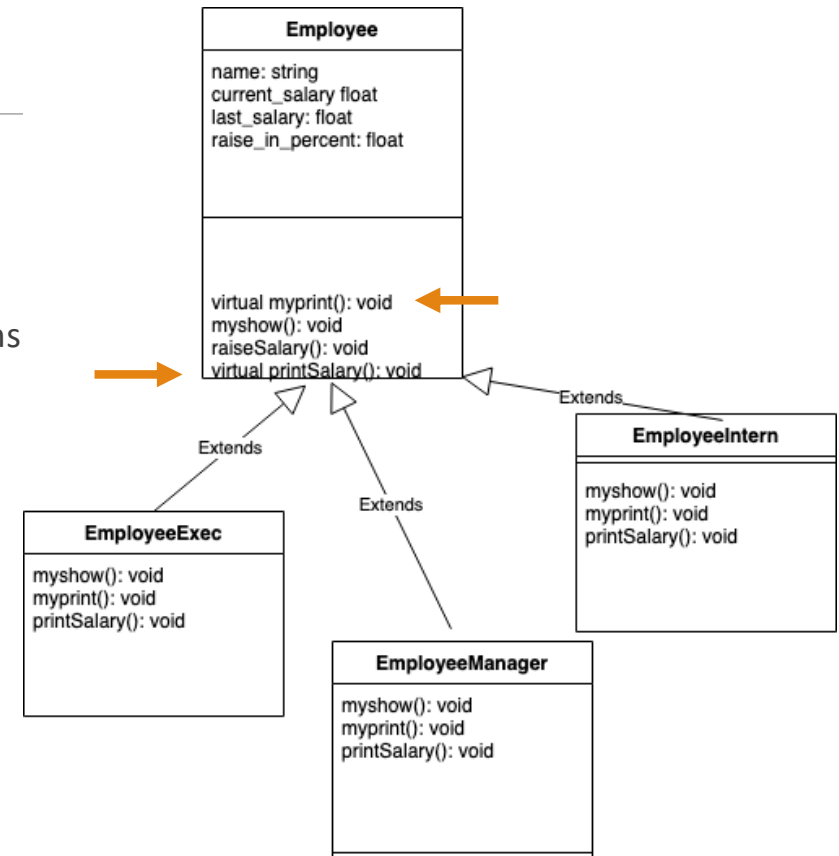 Employee
name: string
current_salary float
last_salary: float
raise_in_percent: float
virtual myprint(): void
myshow(): void
raiseSalary(): void
virtual printSalary(): void
Extends
Extends
Extends
EmployeeIntern
myshow(): void
myprint(): void
printSalary(): void
EmployeeExec
myshow(): void
myprint(): void
printSalary(): void
EmployeeManager
myshow(): void
myprint(): void
printSalary(): void